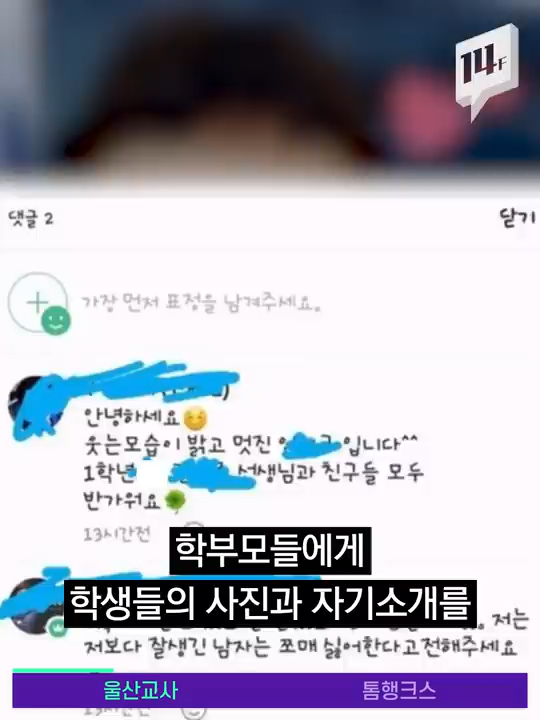 14F
댓글 2
닫기
가장 먼저 표정을 남겨주세요.
안녕하세요
웃는모습이 밝고 멋진 입니다^^
1학년 선생님과 친구들 모두
반가워요
13시간전
학부모들에게
학생들의 사진과 자기소개를
저는
저보다 잘생긴 남자는 쪼매 싫어한다고전해주세요
울산교사
톰행크스